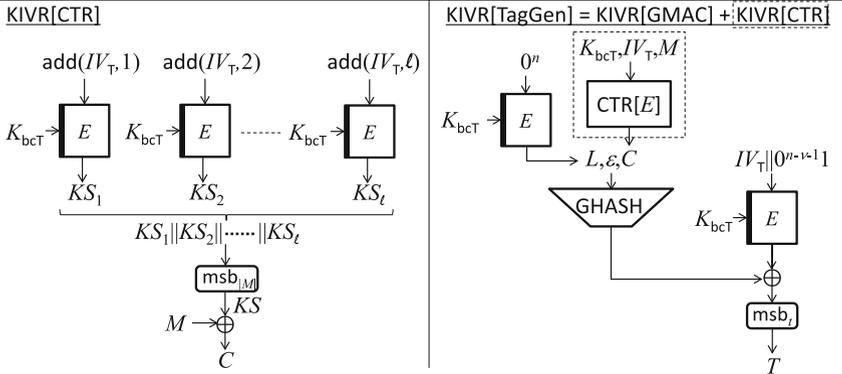 KIVR[CTR]
add(IV_T,1) add(IV_T,2) add(IV_T,ℓ)
K_bcT E K_bcT E K_bcT E
KS_1 KS_2 KS_ℓ
KS_1||KS_2||······||KS_ℓ
msb_|M|
KS
M
C
KIVR[TagGen] = KIVR[GMAC] + KIVR[CTR]
0^n K_bcT,IV_T,M
K_bcT E CTR[E]
L,ε,C
IV_T||0^{n-ν-1}1
GHASH
K_bcT E
msb_t
T